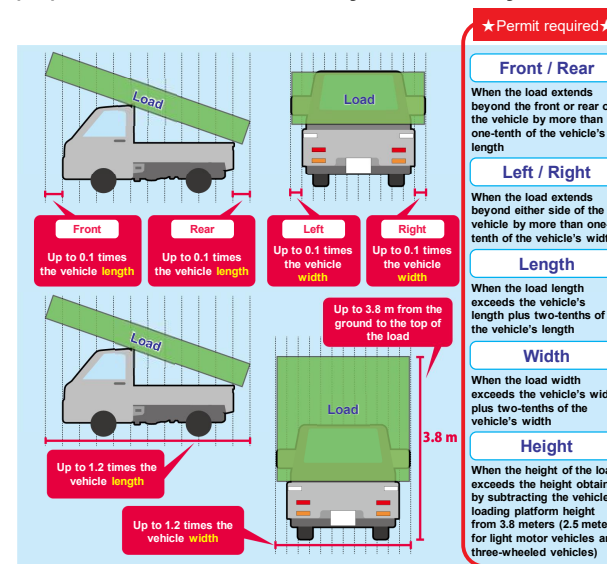 ★Permit required★
Load
Load
Front
Up to 0.1 times
the vehicle length
Rear
Up to 0.1 times
the vehicle length
Left
Up to 0.1 times
the vehicle
width
Right
Up to 0.1 times
the vehicle
width
Load
Up to 1.2 times the
vehicle length
Up to 3.8 m from the
ground to the top of
the load
Load
3.8 m
Up to 1.2 times the
vehicle width
Front / Rear
When the load extends
beyond the front or rear
the vehicle by more than
one-tenth of the vehicle's
length
Left / Right
When the load extends
beyond either side of the
vehicle by more than one-
tenth of the vehicle's
Length
When the load length
exceeds the vehicle's
length plus two-tenths of
the vehicle's length
Width
When the load width
exceeds the vehicle's
plus two-tenths of the
vehicle's width
Height
When the height of the
exceeds the height
by subtracting the
loading platform height
from 3.8 meters (2.5
for light motor vehicles
three-wheeled vehicles)